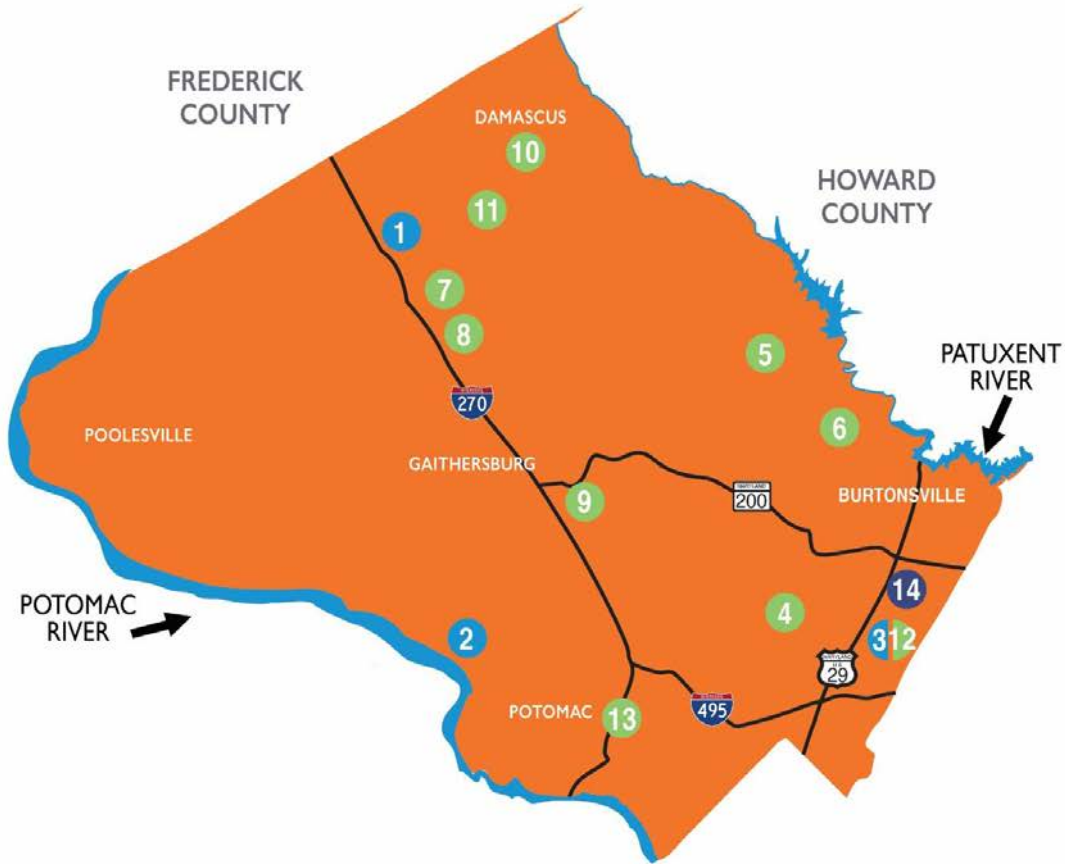 FREDERICK
COUNTY
DAMASCUS
10
HOWARD
COUNTY
11
1
7
8
5
PATUXENT
RIVER
270
6
POOLESVILLE
GAITHERSBURG
9
MARYLAND
200
BURTONSVILLE
14
POTOMAC
RIVER
4
2
3
12
29
POTOMAC
13
495